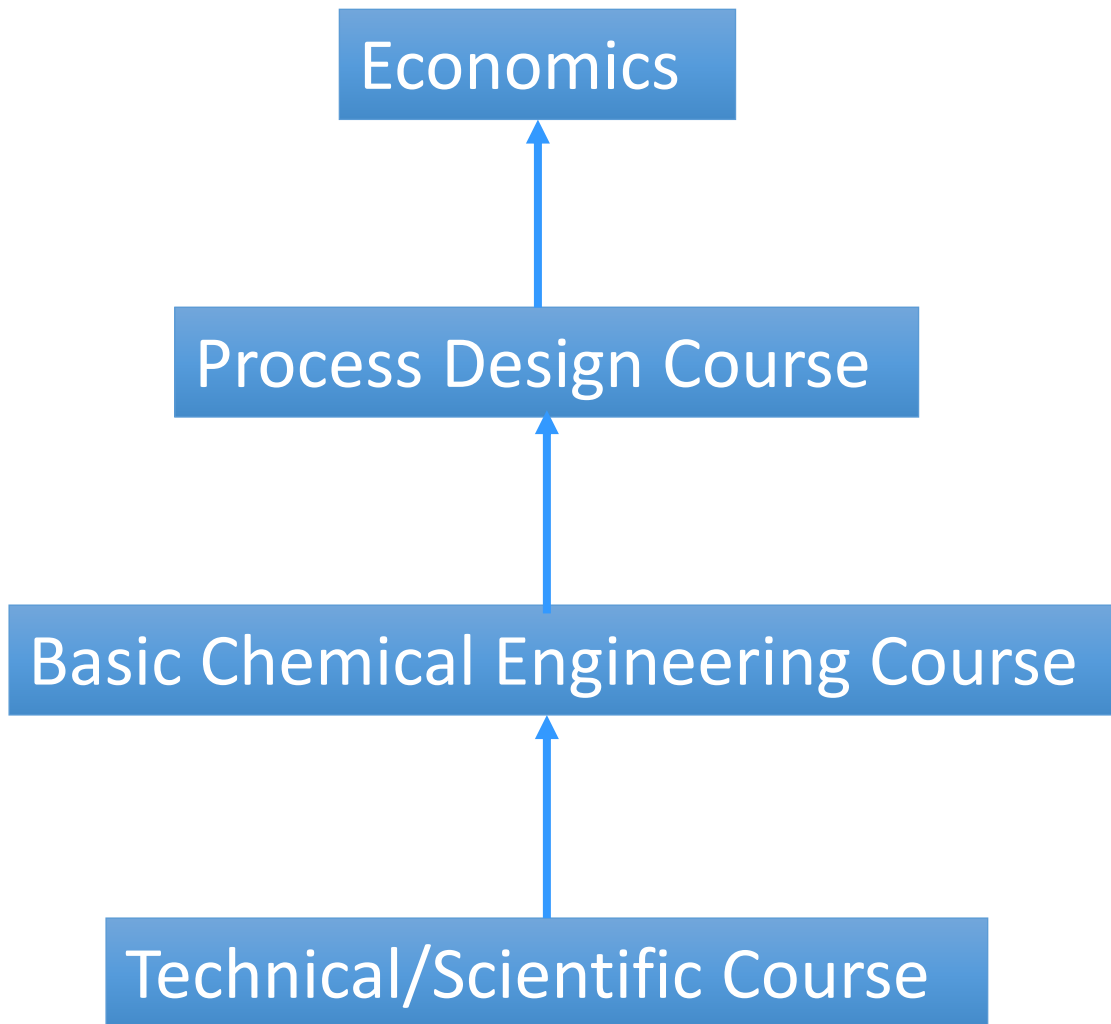 Economics
Process Design Course
Basic Chemical Engineering Course
Technical/Scientific Course